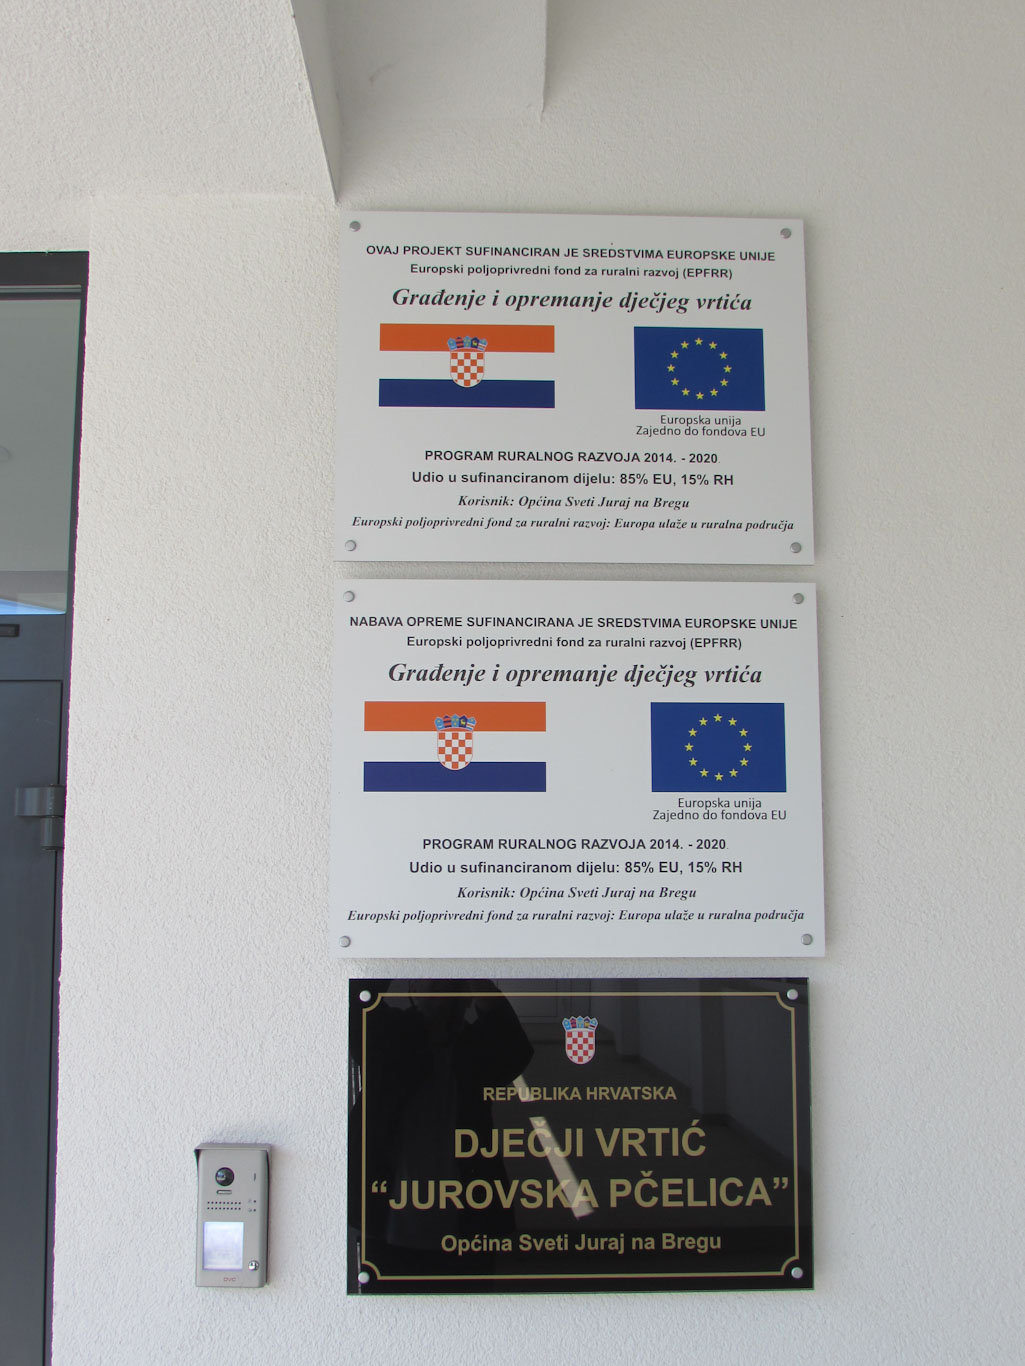 OVAJ PROJEKT SUFINANCIRAN JE SREDSTVIMA EUROPSKE UNIJE
Europski poljoprivredni fond za ruralni razvoj (EPFRR)
Građenje i opremanje dječjeg vrtića
Europska unija
Zajedno do fondova EU
PROGRAM RURALNOG RAZVOJA 2014. - 2020.
Udio u sufinanciranom dijelu: 85% EU, 15% RH
Korisnik: Općina Sveti Juraj na Bregu
Europski poljoprivredni fond za ruralni razvoj: Europa ulaže u ruralna područja
NABAVA OPREME SUFINANCIRANA JE SREDSTVIMA EUROPSKE UNIJE
Europski poljoprivredni fond za ruralni razvoj (EPFRR)
Građenje i opremanje dječjeg vrtića
Europska unija
Zajedno do fondova EU
PROGRAM RURALNOG RAZVOJA 2014. - 2020.
Udio u sufinanciranom dijelu: 85% EU, 15% RH
Korisnik: Općina Sveti Juraj na Bregu
Europski poljoprivredni fond za ruralni razvoj: Europa ulaže u ruralna područja
REPUBLIKA HRVATSKA
DJEČJI VRTIĆ
“JUROVSKA PČELICA”
Općina Sveti Juraj na Bregu